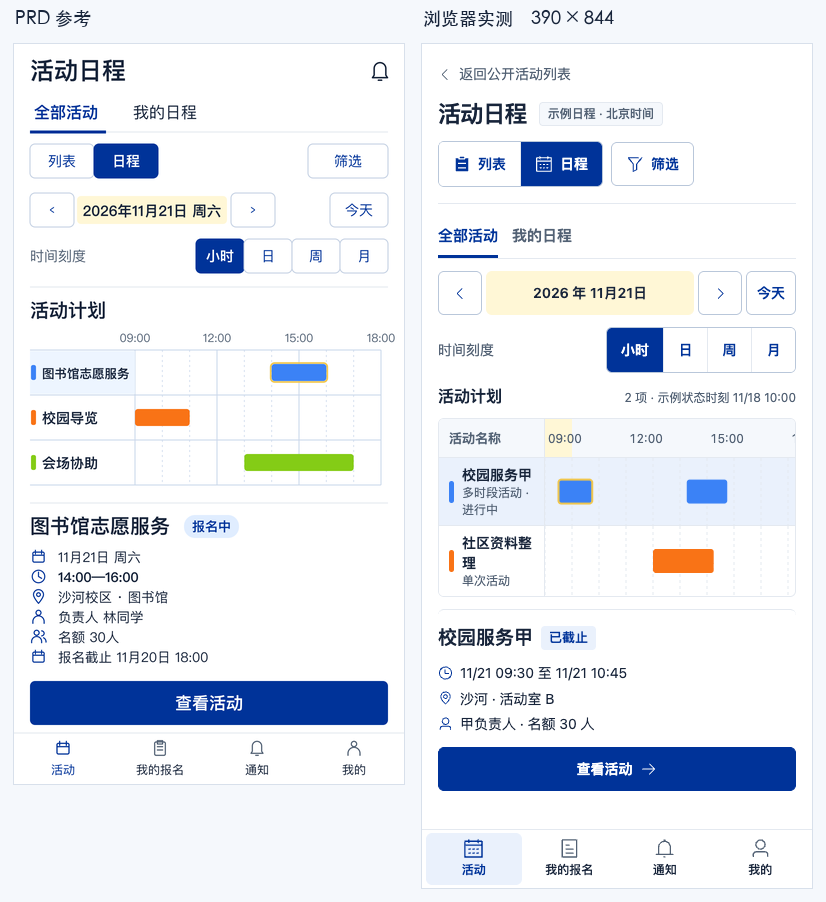 PRD 参考
活动日程
全部活动 我的日程
列表 日程 筛选
2026年11月21日 周六 今天
时间刻度 小时 日 周 月
活动计划
09:00 12:00 15:00 18:00
图书馆志愿服务
校园导览
会场协助
图书馆志愿服务 报名中
11月21日 周六
14:00—16:00
沙河校区 · 图书馆
负责人 林同学
名额 30人
报名截止 11月20日 18:00
查看活动
活动 我的报名 通知 我的
浏览器实测 390 × 844
返回公开活动列表
活动日程 示例日程 · 北京时间
列表 日程 筛选
全部活动 我的日程
2026 年 11月21日 今天
时间刻度 小时 日 周 月
活动计划 2 项 · 示例状态时刻 11/18 10:00
活动名称 09:00 12:00 15:00
校园服务甲
多时段活动 ·
进行中
社区资料整
理
单次活动
校园服务甲 已截止
11/21 09:30 至 11/21 10:45
沙河 · 活动室 B
甲负责人 · 名额 30 人
查看活动 →
活动 我的报名 通知 我的